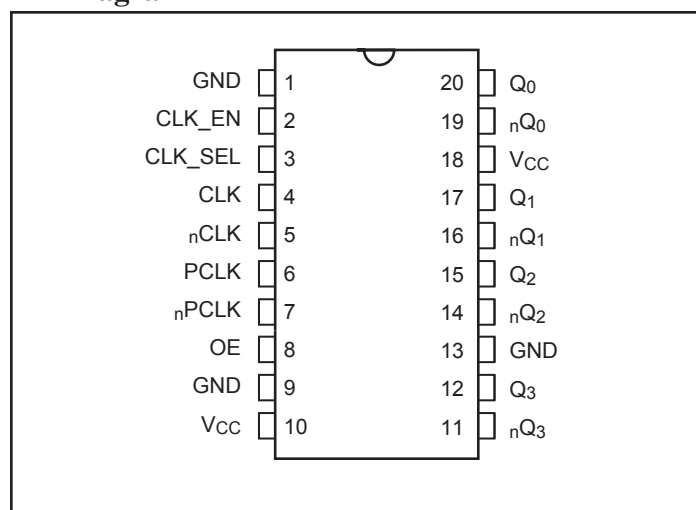 GND 1 20 Q0
CLK_EN 2 19 nQ0
CLK_SEL 3 18 VCC
CLK 4 17 Q1
nCLK 5 16 nQ1
PCLK 6 15 Q2
nPCLK 7 14 nQ2
OE 8 13 GND
GND 9 12 Q3
VCC 10 11 nQ3